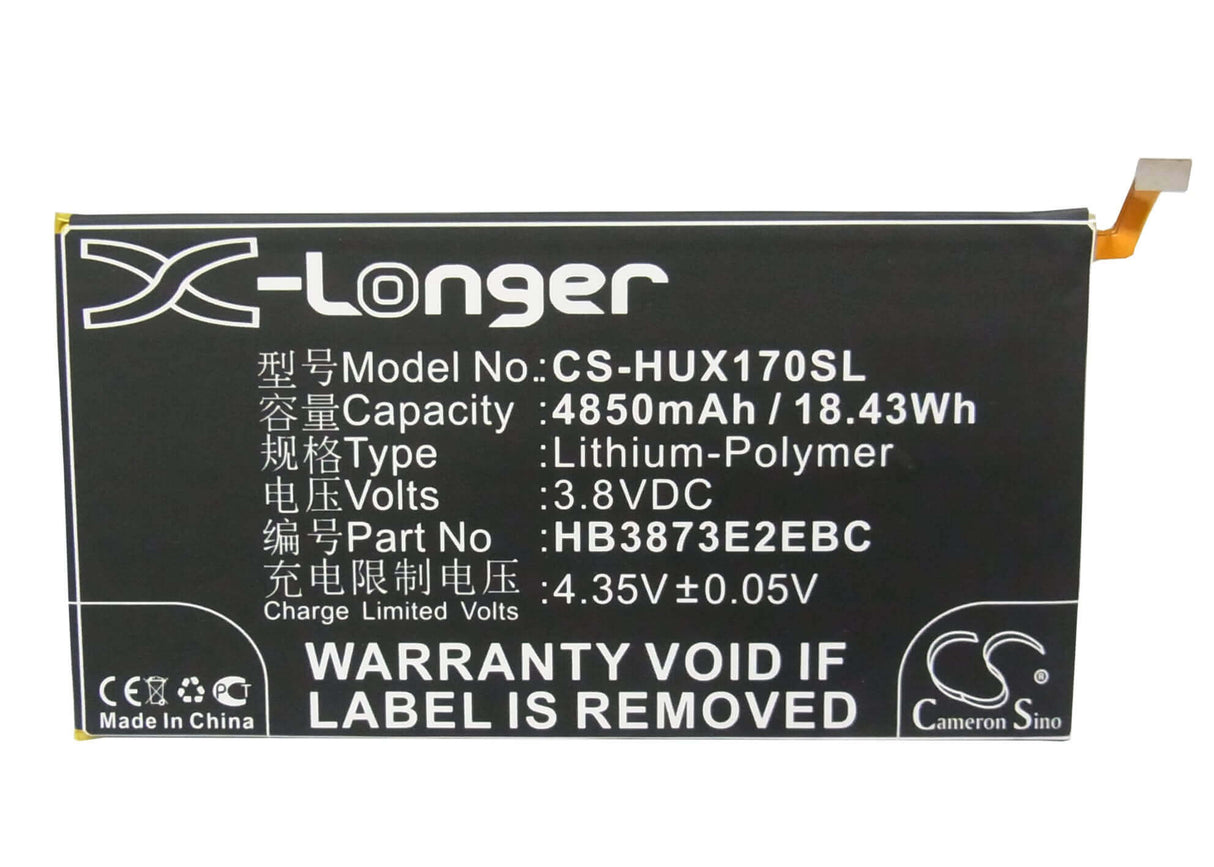 X-Longer
型号Model No.:CS-HUX170SL
容量Capacity :4850mAh / 18.43Wh
规格Type :Lithium-Polymer
电压Volts :3.8VDC
编号Part No :HB3873E2EBC
充电限制电压 :4.35V±0.05V
Charge Limited Volts
WARRANTY VOID IF
LABEL IS REMOVED
CE PCT
Made In China
CS®
Cameron Sino